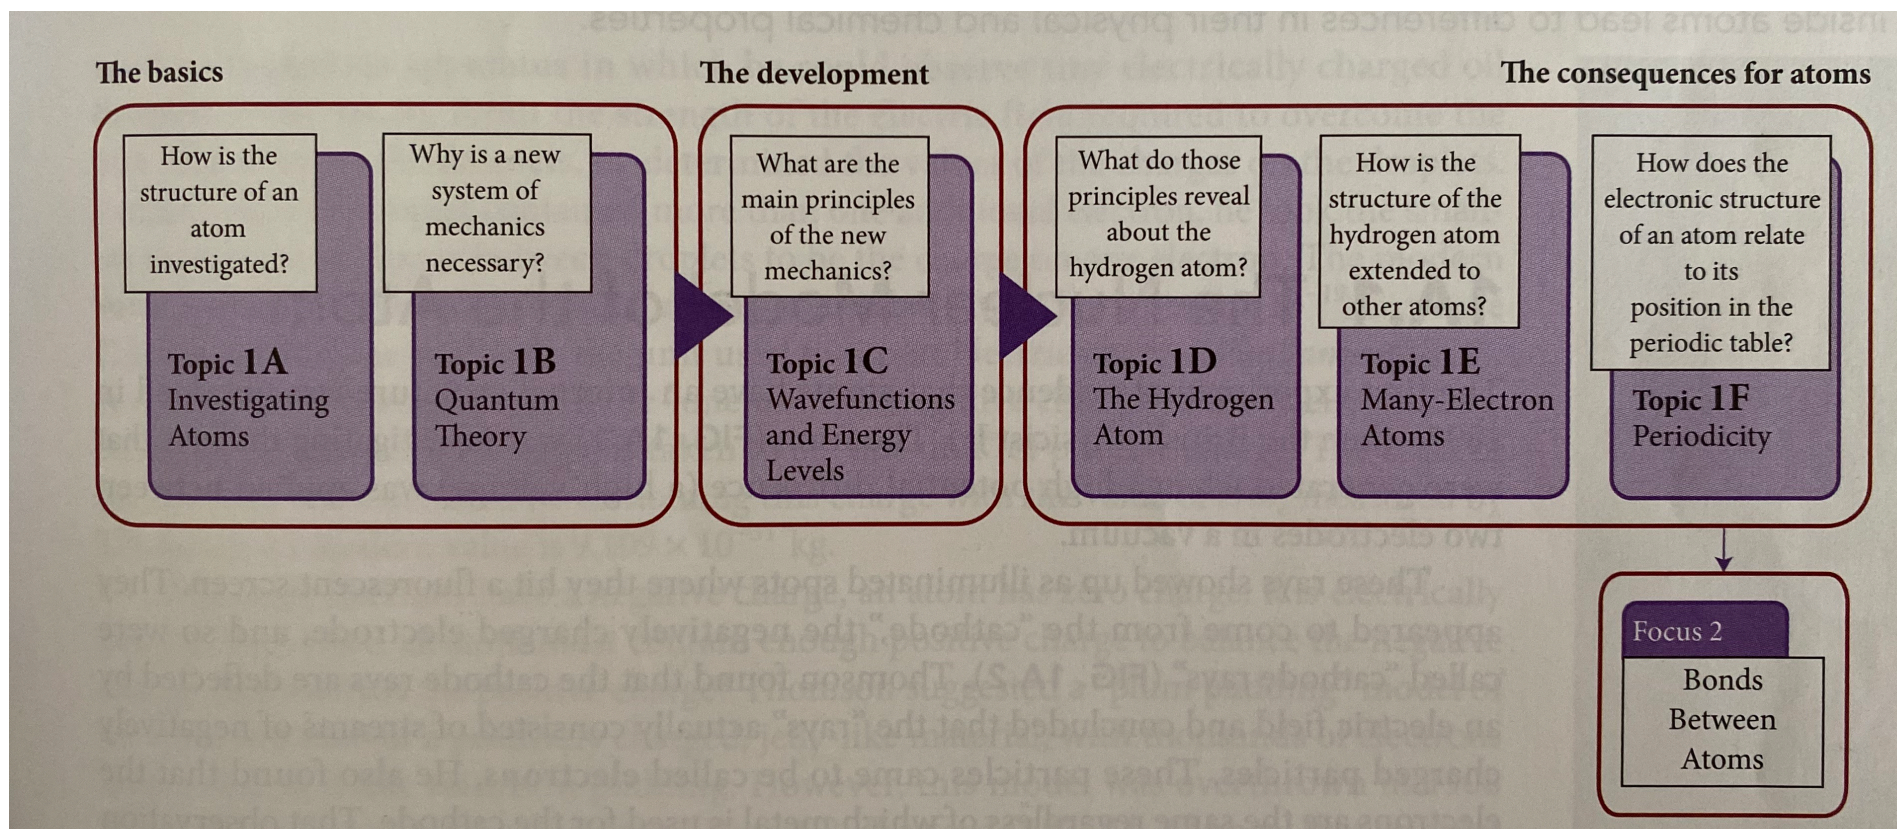 The basics
How is the
structure of an
atom
investigated?
Topic 1A
Investigating
Atoms
Why is a new
system of
mechanics
necessary?
Topic 1B
Quantum
Theory
The development
What are the
main principles
of the new
mechanics?
Topic 1C
Wavefunctions
and Energy
Levels
The consequences for atoms
What do those
principles reveal
about the
hydrogen atom?
Topic 1D
The Hydrogen
Atom
How is the
structure of the
hydrogen atom
extended to
other atoms?
Topic 1E
Many-Electron
Atoms
How does the
electronic structure
of an atom relate
to its
position in the
periodic table?
Topic 1F
Periodicity
Focus 2
Bonds
Between
Atoms